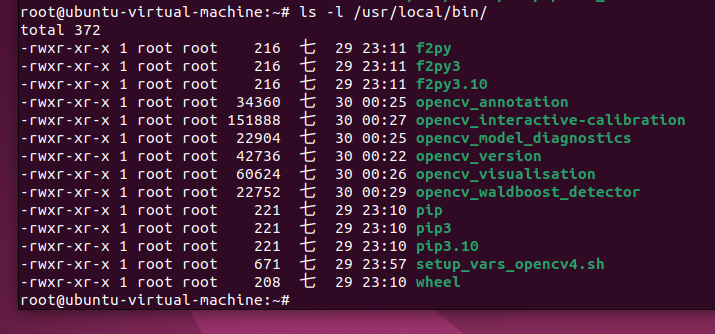 root@ubuntu-virtual-machine:~# ls -l /usr/local/bin/
total 372
-rwxr-xr-x 1 root root    216  七  29 23:11 f2py
-rwxr-xr-x 1 root root    216  七  29 23:11 f2py3
-rwxr-xr-x 1 root root    216  七  29 23:11 f2py3.10
-rwxr-xr-x 1 root root  34360  七  30 00:25 opencv_annotation
-rwxr-xr-x 1 root root 151888  七  30 00:27 opencv_interactive-calibration
-rwxr-xr-x 1 root root  22904  七  30 00:25 opencv_model_diagnostics
-rwxr-xr-x 1 root root  42736  七  30 00:22 opencv_version
-rwxr-xr-x 1 root root  60624  七  30 00:26 opencv_visualisation
-rwxr-xr-x 1 root root  22752  七  30 00:29 opencv_waldboost_detector
-rwxr-xr-x 1 root root    221  七  29 23:10 pip
-rwxr-xr-x 1 root root    221  七  29 23:10 pip3
-rwxr-xr-x 1 root root    221  七  29 23:10 pip3.10
-rwxr-xr-x 1 root root    671  七  29 23:57 setup_vars_opencv4.sh
-rwxr-xr-x 1 root root    208  七  29 23:10 wheel
root@ubuntu-virtual-machine:~#